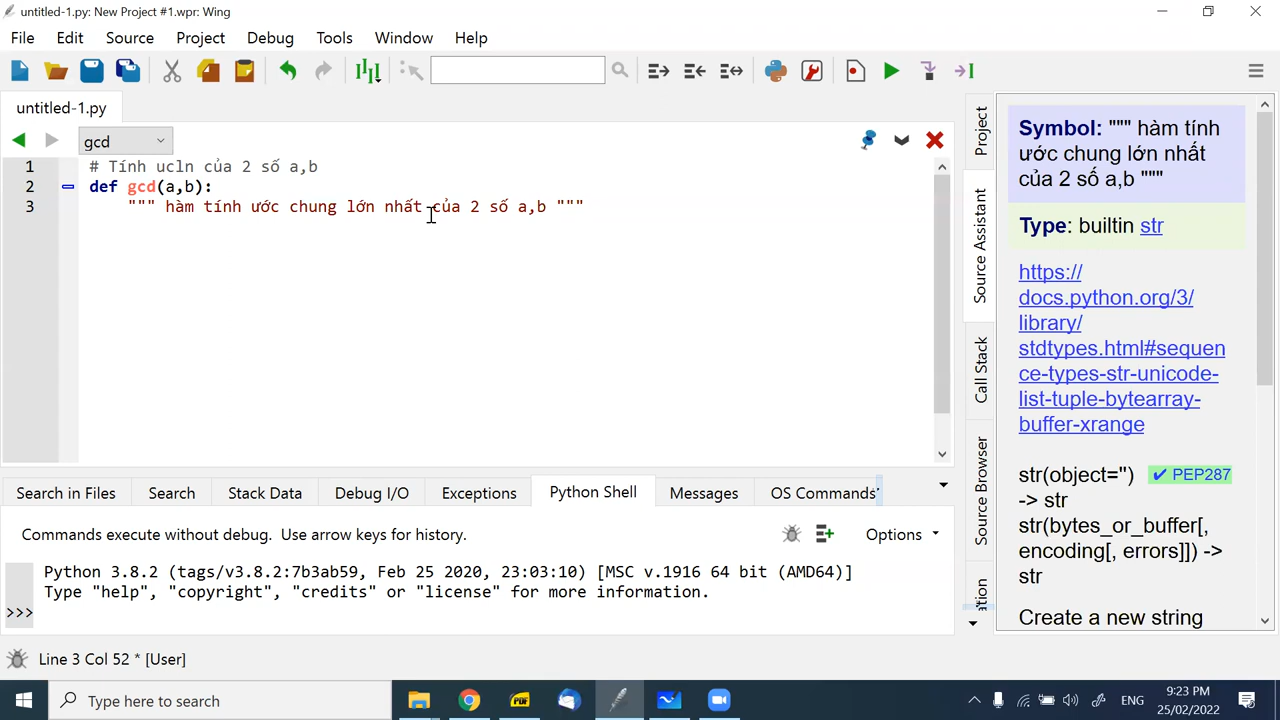 untitled-1.py: New Project #1.wpr: Wing
File Edit Source Project Debug Tools Window Help
untitled-1.py
gcd
1 # Tính ucln của 2 số a,b
2 def gcd(a,b):
3 """ hàm tính ước chung lớn nhất của 2 số a,b """
Project
Source Assistant
Call Stack
Source Browser
Symbol: """ hàm tính
ước chung lớn nhất
của 2 số a,b """
Type: builtin str
https://
docs.python.org/3/
library/
stdtypes.html#sequen
ce-types-str-unicode-
list-tuple-bytearray-
buffer-xrange
str(object='') ✔ PEP287
-> str
str(bytes_or_buffer[,
encoding[, errors]]) ->
str
Create a new string
Search in Files Search Stack Data Debug I/O Exceptions Python Shell Messages OS Commands
Commands execute without debug. Use arrow keys for history. Options
Python 3.8.2 (tags/v3.8.2:7b3ab59, Feb 25 2020, 23:03:10) [MSC v.1916 64 bit (AMD64)]
Type "help", "copyright", "credits" or "license" for more information.
>>>
Line 3 Col 52 * [User]
Type here to search
PDF
ENG
9:23 PM
25/02/2022